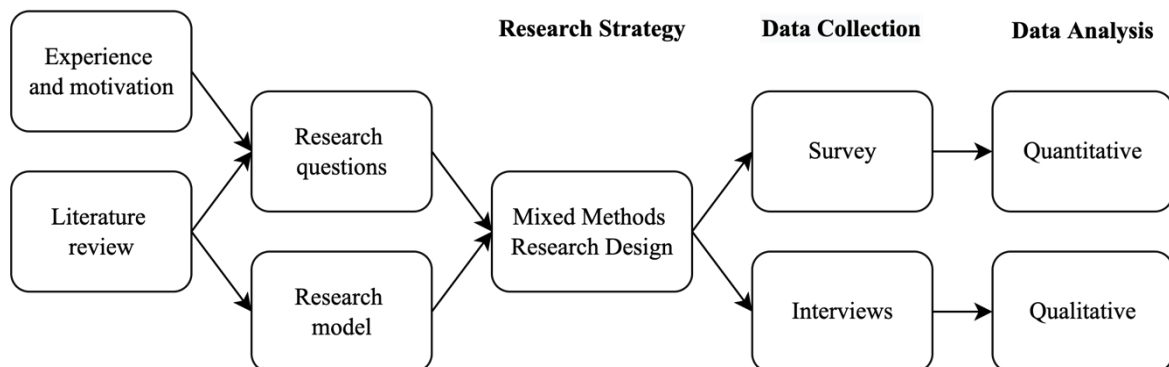 Research Strategy
Data Collection
Data Analysis
Experience
and motivation
Literature
review
Research
questions
Research
model
Mixed Methods
Research Design
Survey
Interviews
Quantitative
Qualitative